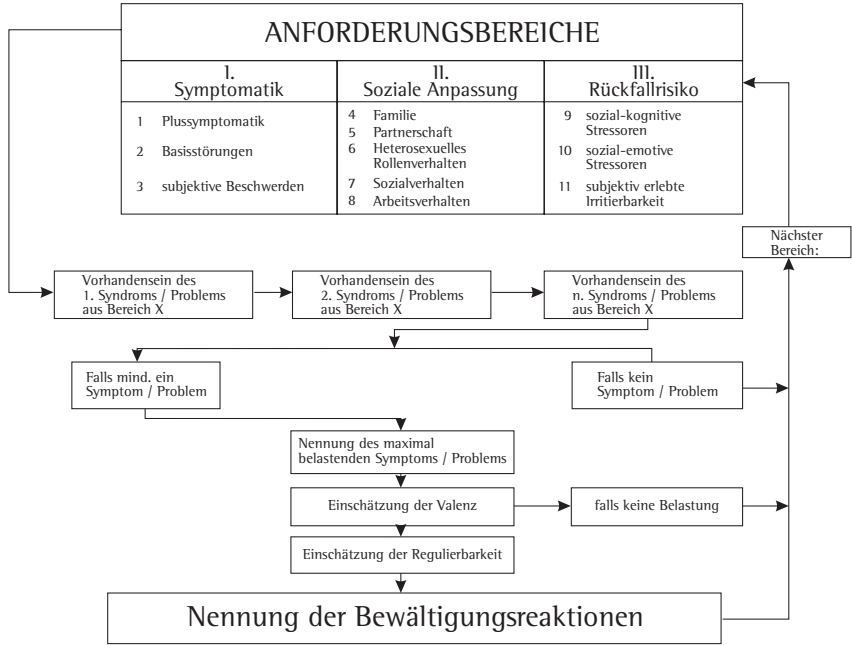 ANFORDERUNGSBEREICHE
I.
Symptomatik
1 Plussymptomatik
2 Basisstörungen
3 subjektive Beschwerden
II.
Soziale Anpassung
4 Familie
5 Partnerschaft
6 Heterosexuelles
Rollenverhalten
7 Sozialverhalten
8 Arbeitsverhalten
III.
Rückfallrisiko
9 sozial-kognitive
Stressoren
10 sozial-emotive
Stressoren
11 subjektiv erlebte
Irritierbarkeit
Nächster
Bereich:
Vorhandensein des
1. Syndroms / Problems
aus Bereich X
Vorhandensein des
2. Syndroms / Problems
aus Bereich X
Vorhandensein des
n. Syndroms / Problems
aus Bereich X
Falls mind. ein
Symptom / Problem
Falls kein
Symptom / Problem
Nennung des maximal
belastenden Symptoms / Problems
Einschätzung der Valenz
falls keine Belastung
Einschätzung der Regulierbarkeit
Nennung der Bewältigungsreaktionen